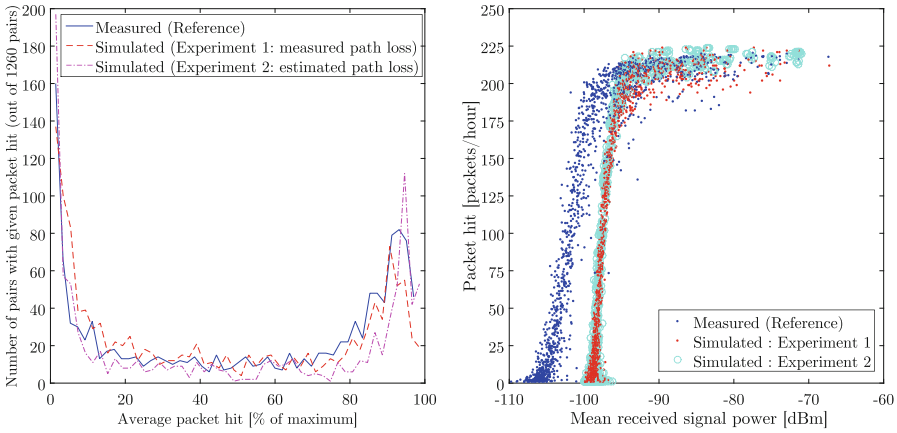 Number of pairs with given packet hit (out of 1260 pairs)
200
180
160
140
120
100
80
60
40
20
0
Measured (Reference)
Simulated (Experiment 1: measured path loss)
Simulated (Experiment 2: estimated path loss)
0 20 40 60 80 100
Average packet hit [% of maximum]
Packet hit [packets/hour]
250
225
200
175
150
125
100
75
50
25
0
Measured (Reference)
Simulated : Experiment 1
Simulated : Experiment 2
-110 -100 -90 -80 -70 -60
Mean received signal power [dBm]